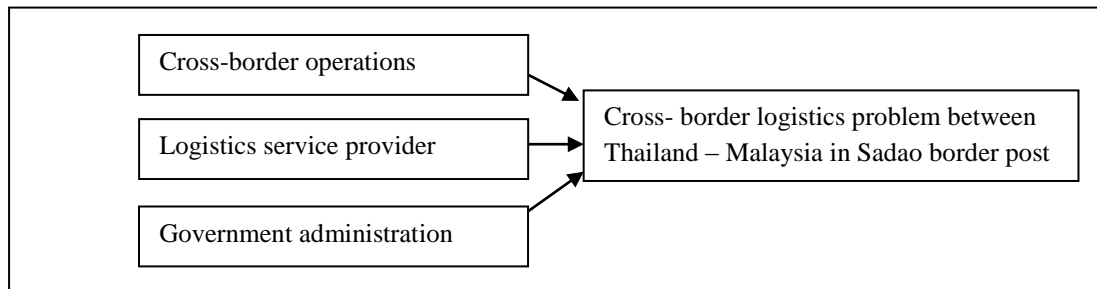 Cross-border operations
Logistics service provider
Government administration
Cross- border logistics problem between
Thailand – Malaysia in Sadao border post